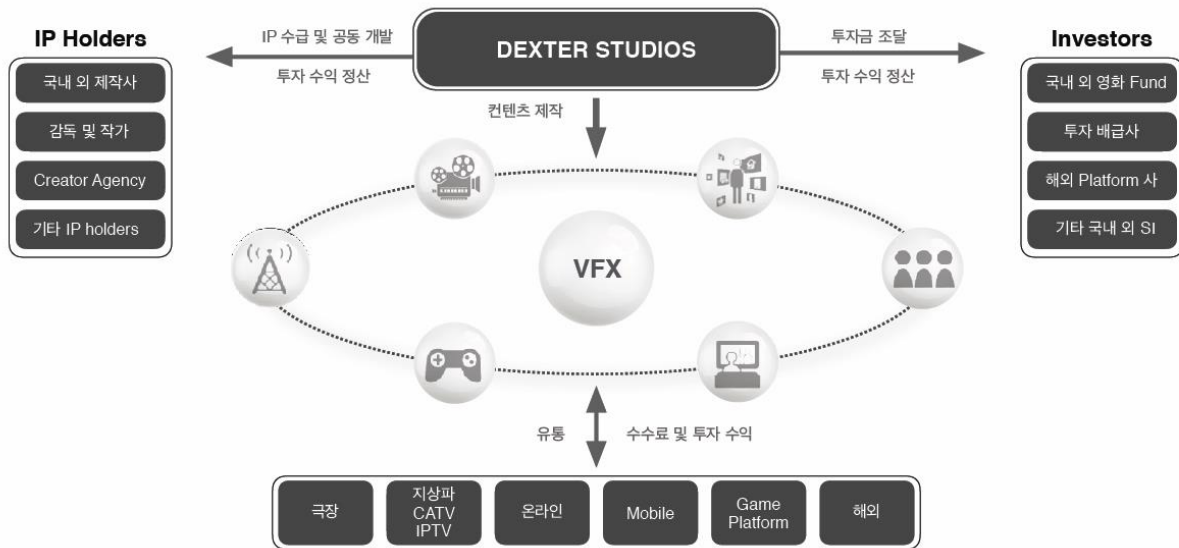 IP Holders
국내 외 제작사
감독 및 작가
Creator Agency
기타 IP holders
IP 수급 및 공동 개발
투자 수익 정산
DEXTER STUDIOS
투자금 조달
투자 수익 정산
Investors
국내 외 영화 Fund
투자 배급사
해외 Platform 사
기타 국내 외 SI
컨텐츠 제작
VFX
유통
수수료 및 투자 수익
극장
지상파
CATV
IPTV
온라인
Mobile
Game
Platform
해외